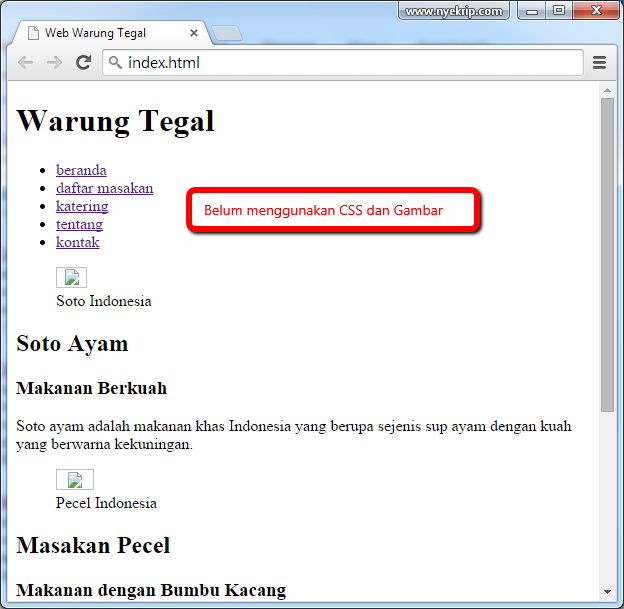 www.nyekrip.com
Web Warung Tegal
index.html
Warung Tegal
beranda
daftar masakan
katering
tentang
kontak
Belum menggunakan CSS dan Gambar
Soto Indonesia
Soto Ayam
Makanan Berkuah
Soto ayam adalah makanan khas Indonesia yang berupa sejenis sup ayam dengan kuah
yang berwarna kekuningan.
Pecel Indonesia
Masakan Pecel
Makanan dengan Bumbu Kacang